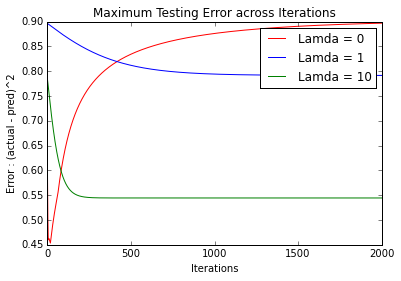 Maximum Testing Error across Iterations
0.90
0.85
0.80
0.75
0.70
0.65
0.60
0.55
0.50
0.45
Error : (actual - pred)^2
Lamda = 0
Lamda = 1
Lamda = 10
0
500
1000
1500
2000
Iterations